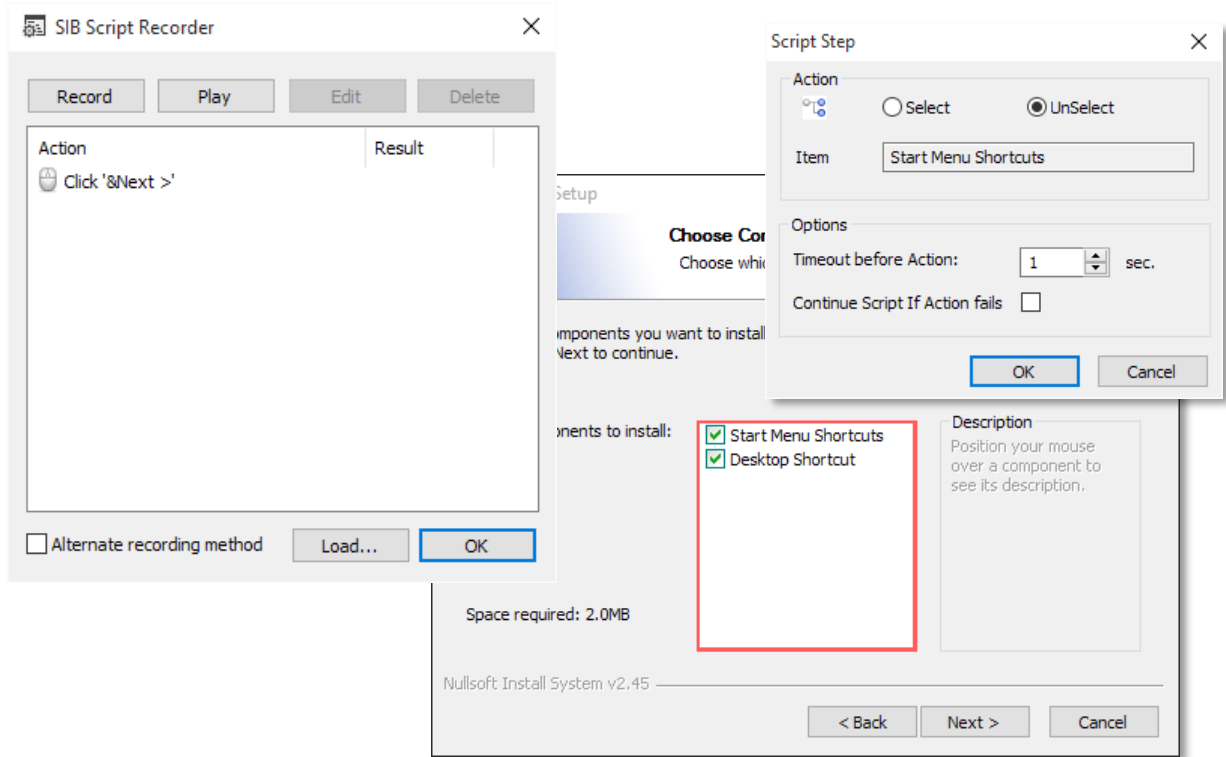 SIB Script Recorder
Record Play Edit Delete
Action Result
Click '&Next >'
Alternate recording method Load... OK
Script Step
Action
Select UnSelect
Item Start Menu Shortcuts
Options
Timeout before Action: 1 sec.
Continue Script If Action fails
OK Cancel
Setup
Choose
Choose
you want to install
Next to continue.
to install:
Start Menu Shortcuts
Desktop Shortcut
Description
Position your mouse
over a component to
see its description.
Space required: 2.0MB
Nullsoft Install System v2.45
< Back Next > Cancel